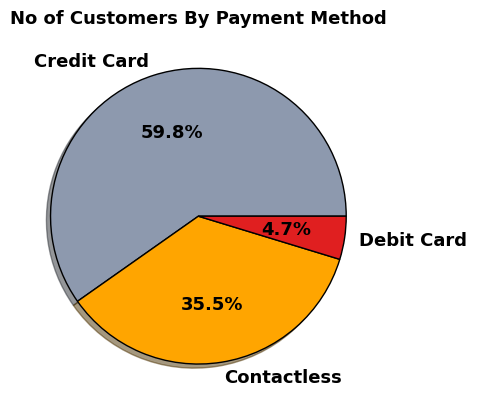 No of Customers By Payment Method
Credit Card
59.8%
4.7%
Debit Card
35.5%
Contactless